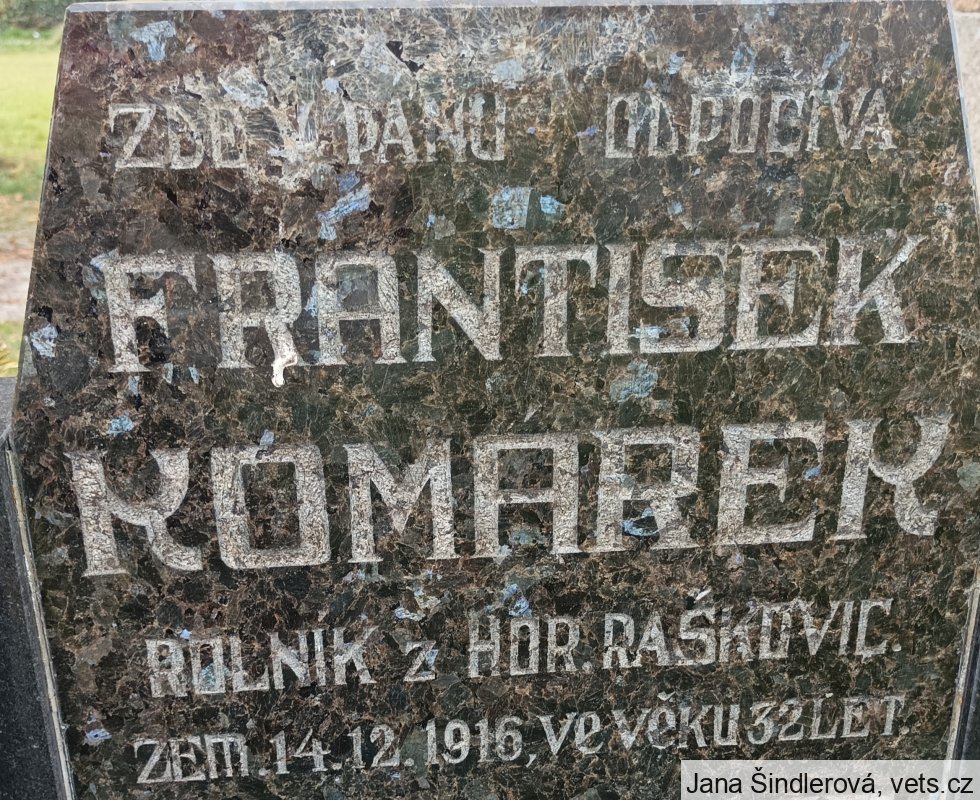 ZDE V PÁNU ODPOČÍVÁ
FRANTIŠEK
KOMÁREK
ROLNÍK Z HOR. RAŠKOVIC.
ZEM. 14. 12. 1916, VE VĚKU 32 LET.
Jana Šindlerová, vets.cz